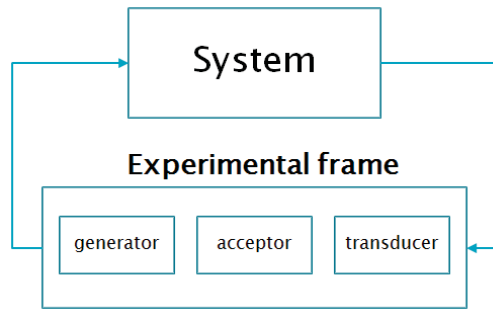 System
Experimental frame
generator
acceptor
transducer